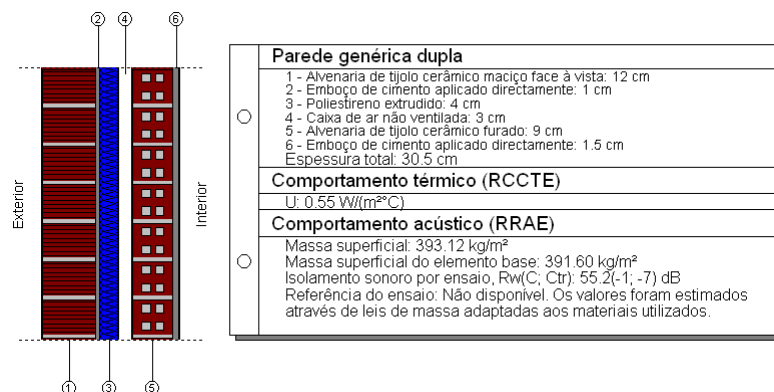 2
4
6
Exterior
Interior
1
3
5
Parede genérica dupla
1 - Alvenaria de tijolo cerâmico maciço face à vista: 12 cm
2 - Emboço de cimento aplicado directamente: 1 cm
3 - Poliestireno extrudido: 4 cm
4 - Caixa de ar não ventilada: 3 cm
5 - Alvenaria de tijolo cerâmico furado: 9 cm
6 - Emboço de cimento aplicado directamente: 1.5 cm
Espessura total: 30.5 cm
Comportamento térmico (RCCTE)
U: 0.55 W/(m²°C)
Comportamento acústico (RRAE)
Massa superficial: 393.12 kg/m²
Massa superficial do elemento base: 391.60 kg/m²
Isolamento sonoro por ensaio, Rw(C; Ctr): 55.2(-1; -7) dB
Referência do ensaio: Não disponível. Os valores foram estimados
através de leis de massa adaptadas aos materiais utilizados.